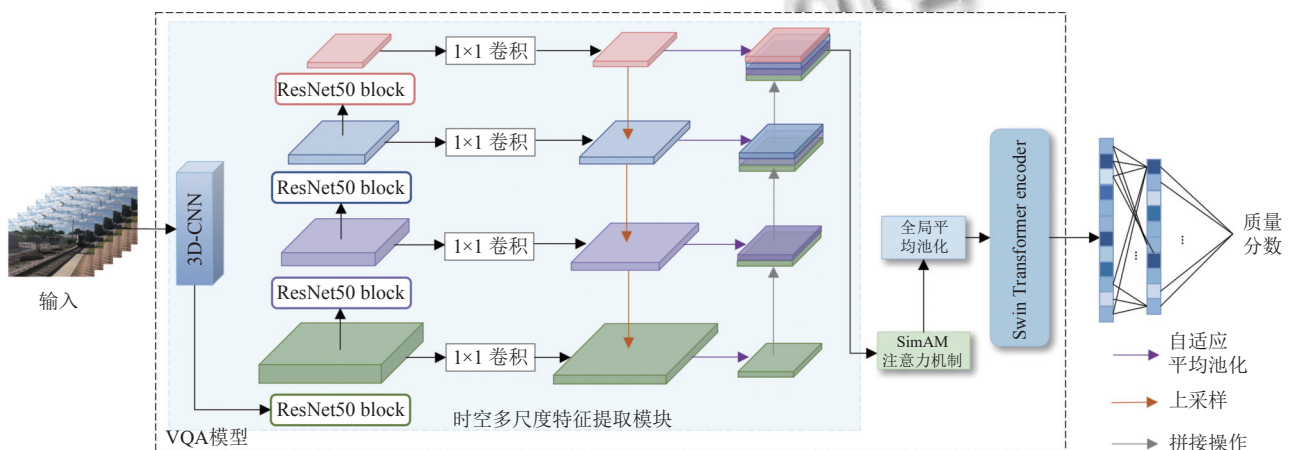 1×1 卷积
ResNet50 block
1×1 卷积
ResNet50 block
1×1 卷积
ResNet50 block
1×1 卷积
ResNet50 block
3D-CNN
输入
时空多尺度特征提取模块
VQA模型
全局平
均池化
SimAM
注意力机制
Swin Transformer encoder
...
...
质量
分数
自适应
平均池化
上采样
拼接操作